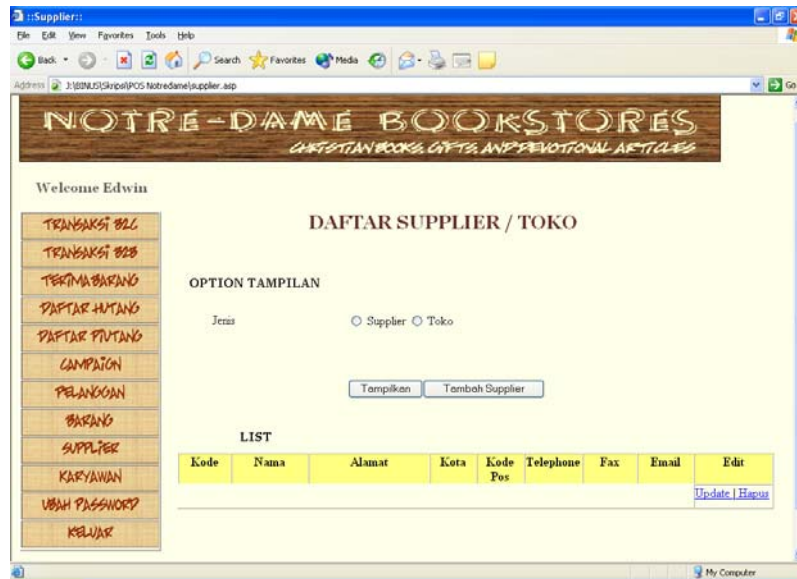 ::Supplier::
File Edit View Favorites Tools Help
Back Search Favorites Media
Address J:\BINUS\Skripsi\POS Notredame\supplier.asp Go
NOTRE-DAME BOOKSTORES
CHRISTIAN BOOKS, GIFTS, AND DEVOTIONAL ARTICLES
Welcome Edwin
TRANSAKSI B2C
TRANSAKSI B2B
TERIMA BARANG
DAFTAR HUTANG
DAFTAR PIUTANG
CAMPAIGN
PELANGGAN
BARANG
SUPPLIER
KARYAWAN
UBAH PASSWORD
KELUAR
DAFTAR SUPPLIER / TOKO
OPTION TAMPILAN
Jenis Supplier Toko
Tampilkan Tambah Supplier
LIST
Kode Nama Alamat Kota Kode Pos Telephone Fax Email Edit
Update | Hapus
My Computer